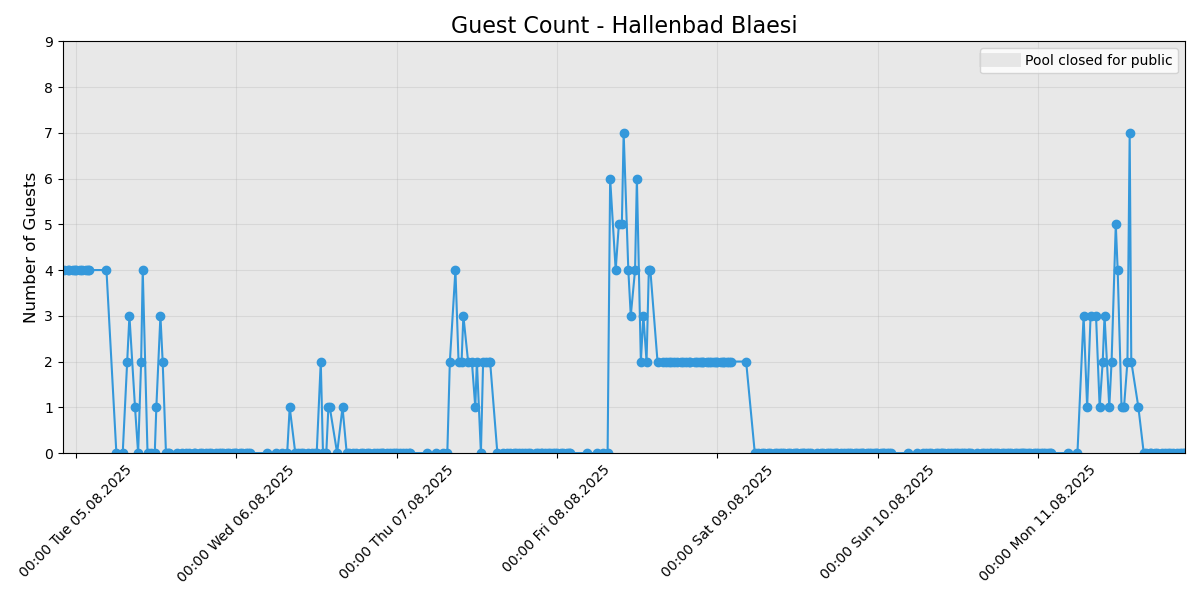 Guest Count - Hallenbad Blaesi
Pool closed for public
Number of Guests
9
8
7
6
5
4
3
2
1
0
00:00 Tue 05.08.2025
00:00 Wed 06.08.2025
00:00 Thu 07.08.2025
00:00 Fri 08.08.2025
00:00 Sat 09.08.2025
00:00 Sun 10.08.2025
00:00 Mon 11.08.2025